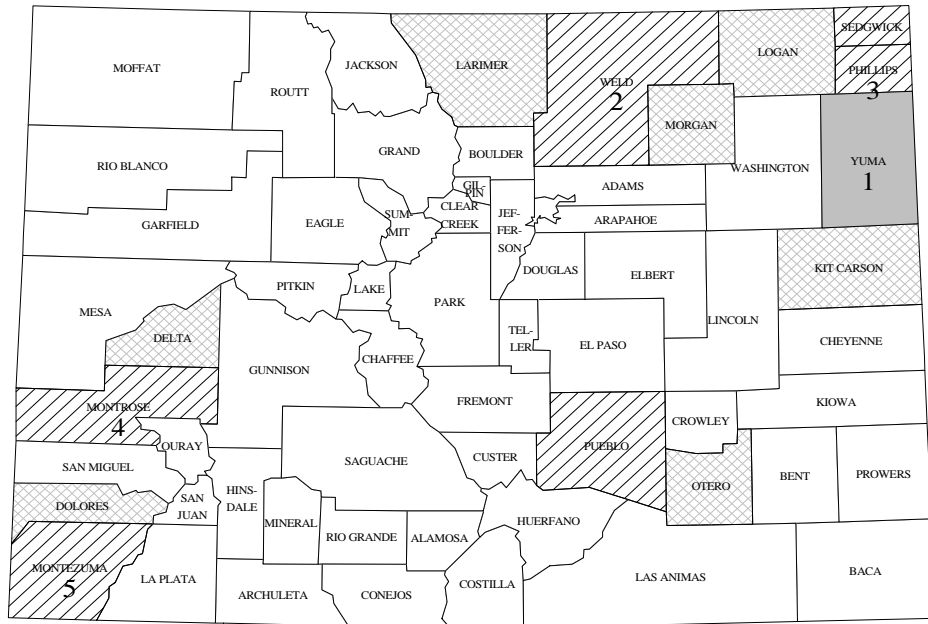 SEDGWICK
LOGAN
MOFFAT
JACKSON
LARIMER
PHILLIPS
3
WELD
2
ROUTT
MORGAN
GRAND
BOULDER
YUMA
1
RIO BLANCO
WASHINGTON
GIL-
PIN
ADAMS
CLEAR
CREEK
SUM-
MIT
JEF-
FER-
SON
ARAPAHOE
GARFIELD
EAGLE
DOUGLAS
ELBERT
KIT CARSON
PITKIN
LAKE
PARK
MESA
LINCOLN
DELTA
TEL-
LER
EL PASO
CHEYENNE
CHAFFEE
GUNNISON
FREMONT
KIOWA
MONTROSE
4
CROWLEY
OURAY
PUEBLO
CUSTER
SAGUACHE
SAN MIGUEL
BENT
PROWERS
OTERO
HINS-
DALE
SAN
JUAN
DOLORES
MINERAL
HUERFANO
RIO GRANDE
ALAMOSA
MONTEZUMA
5
LA PLATA
COSTILLA
LAS ANIMAS
BACA
ARCHULETA
CONEJOS